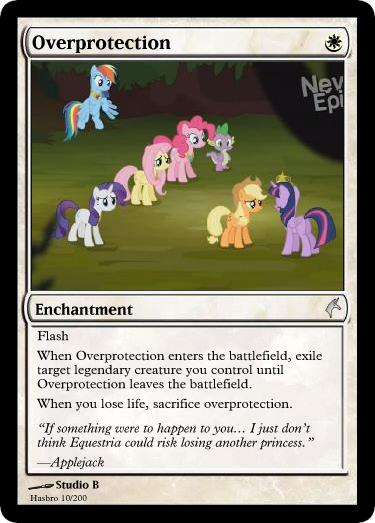 Overprotection
Nev
Epi
Enchantment
Flash
When Overprotection enters the battlefield, exile
target legendary creature you control until
Overprotection leaves the battlefield.
When you lose life, sacrifice overprotection.
“If something were to happen to you… I just don’t
think Equestria could risk losing another princess.”
—Applejack
Studio B
Hasbro 10/200